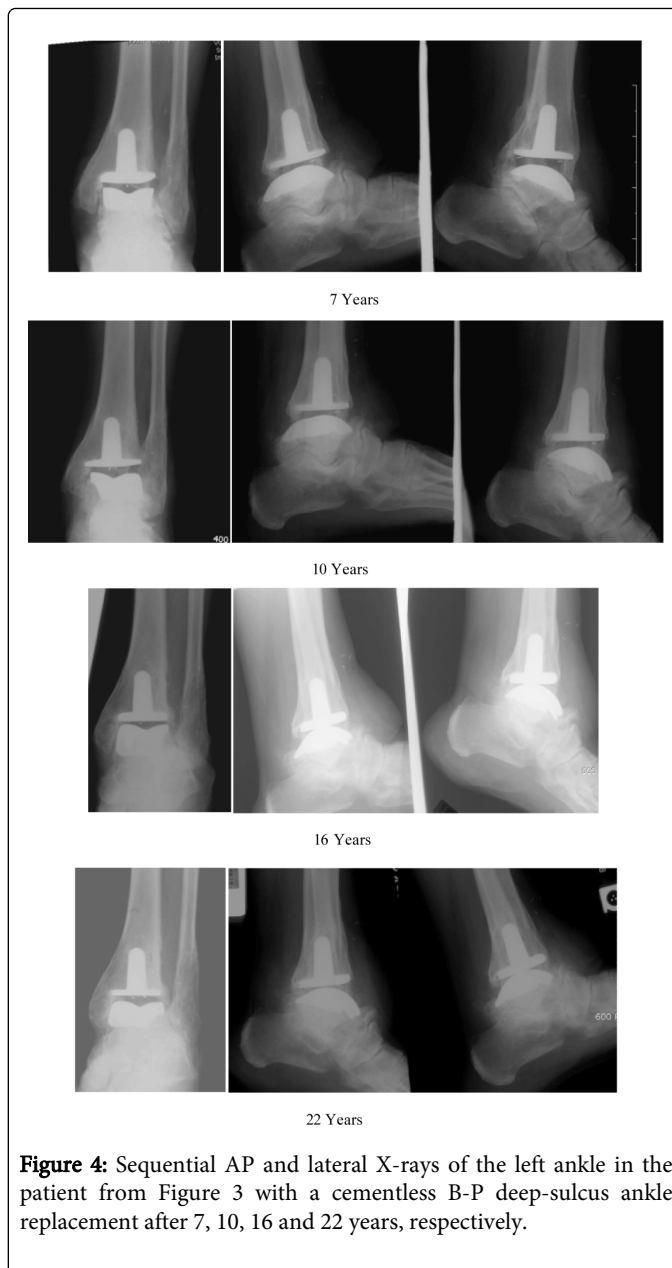 7 Years
400
10 Years
16 Years
600 F
22 Years
Figure 4: Sequential AP and lateral X-rays of the left ankle in the
patient from Figure 3 with a cementless B-P deep-sulcus ankle
replacement after 7, 10, 16 and 22 years, respectively.